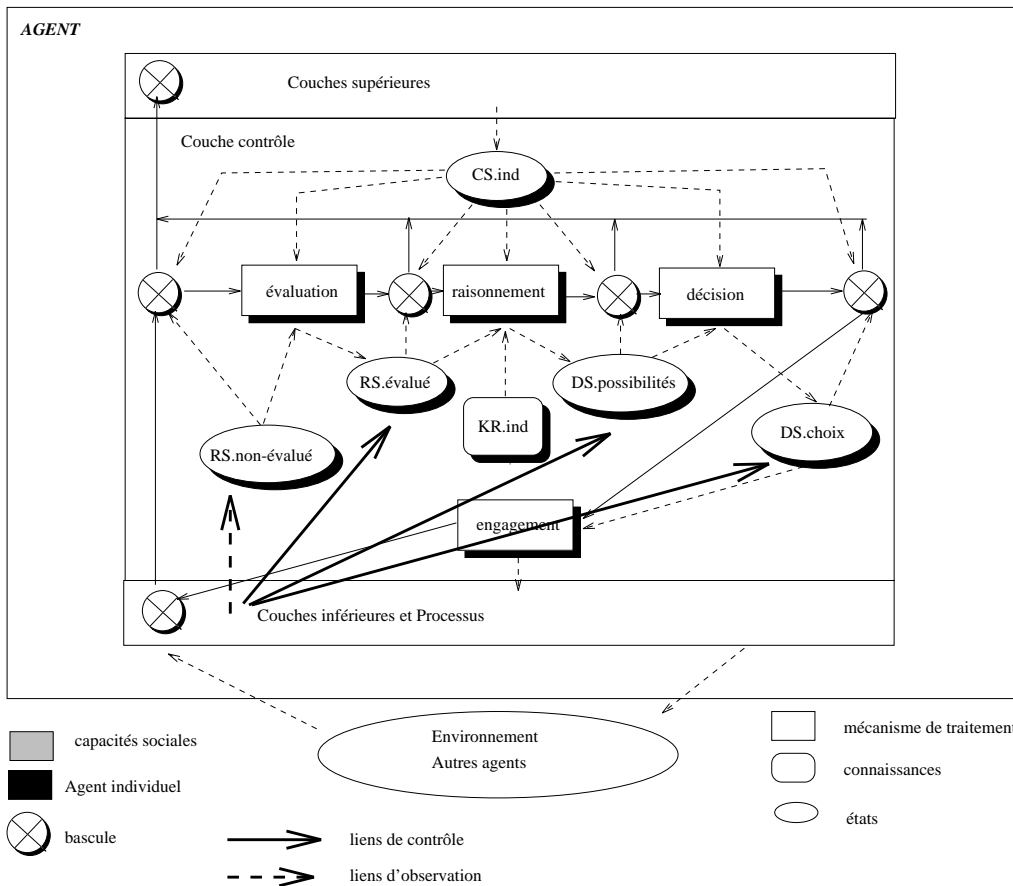 AGENT
Couches supérieures
Couche contrôle
CS.ind
évaluation
raisonnement
décision
RS.évalué
DS.possibilités
KR.ind
DS.choix
RS.non-évalué
engagement
Couches inférieures et Processus
Environnement
Autres agents
capacités sociales
Agent individuel
bascule
liens de contrôle
liens d'observation
mécanisme de traitement
connaissances
états